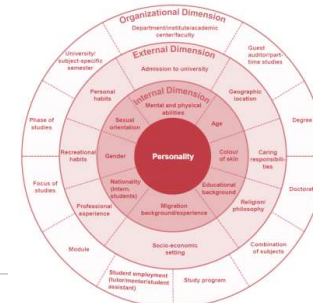 Organizational Dimension
Department/institute/academic
center/faculty
University/
subject-specific
semester
Guest
auditor/part-
time studies
External Dimension
Admission to university
Personal
habits
Geographic
location
Phase of
studies
Degree
Internal Dimension
Mental and physical
abilities
Sexual
orientation
Age
Recreational
habits
Gender
Personality
Colour
of skin
Caring
responsibili-
ties
Focus of
studies
Nationality
(intern.
students)
Educational
background
Doctorat
Professional
experience
Migration
background/experience
Religion/
philosophy
Module
Socio-economic
setting
Combination
of subjects
Student employment
(tutor/mentor/student
assistant)
Study program